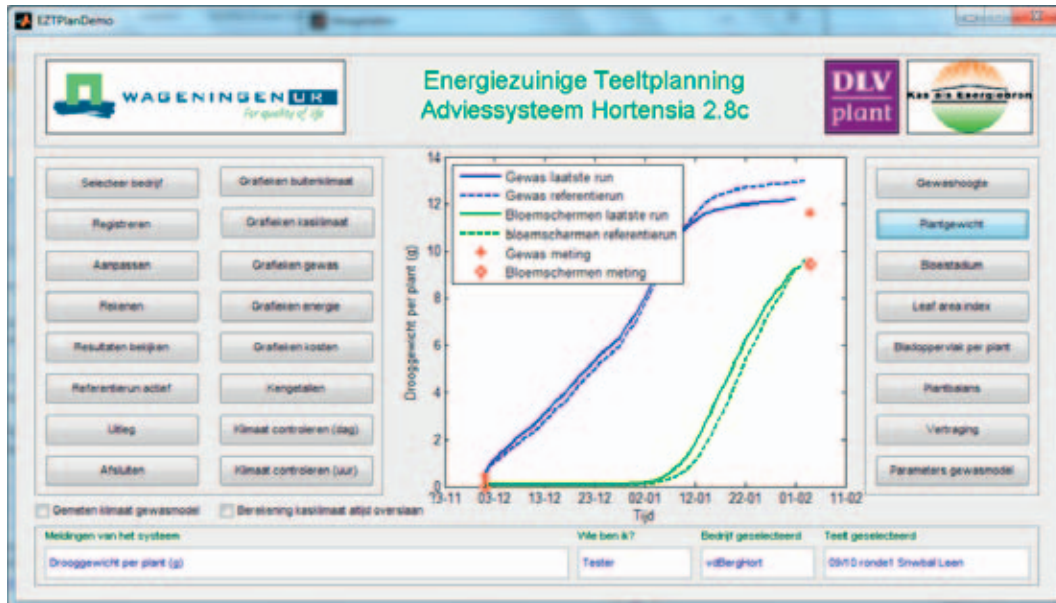 EZTPlanDemo
WAGENINGEN UR
For quality of life
Energiezuinige Teeltplanning
Adviessysteem Hortensia 2.8c
DLV
plant
Kas als Energiebron
Selecteer bedrijf
Registreren
Aanpassen
Rekenen
Resultaten bekijken
Referentierun actief
Uitleg
Afsluiten
Grafieken buitenklimaat
Grafieken kasklimaat
Grafieken gewas
Grafieken energie
Grafieken kosten
Kengetallen
Klimaat controleren (dag)
Klimaat controleren (uur)
Gewas laatste run
Gewas referentierun
Bloemschermen laatste run
bloemschermen referentierun
Gewas meting
Bloemschermen meting
Drooggewicht per plant (g)
14
12
10
8
6
4
2
0
23-11 03-12 13-12 23-12 02-01 12-01 22-01 01-02 11-02
Tijd
Gewashoogte
Plantgewicht
Bloeistadium
Leaf area index
Bladoppervlak per plant
Plantbalans
Vertraging
Parameters gewasmodel
Gemeten klimaat gewasmodel
Berekening kasklimaat altijd overslaan
Meldingen van het systeem
Drooggewicht per plant (g)
Wie ben ik?
Tester
Bedrijf geselecteerd
vdBergHort
Teelt geselecteerd
09/10 ronde1 Snwbal Leen